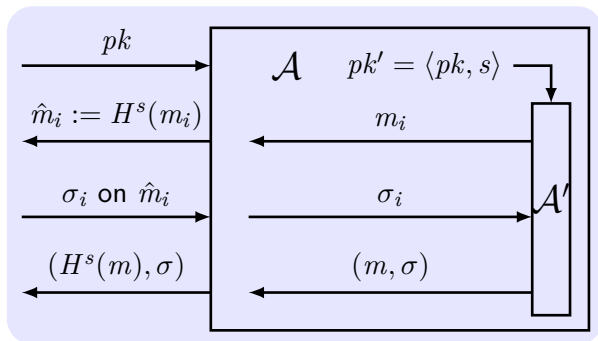 pk 𝒜 pk′ = ⟨pk, s⟩
m̂ᵢ := Hˢ(mᵢ) mᵢ
σᵢ on m̂ᵢ σᵢ 𝒜′
(Hˢ(m), σ) (m, σ)